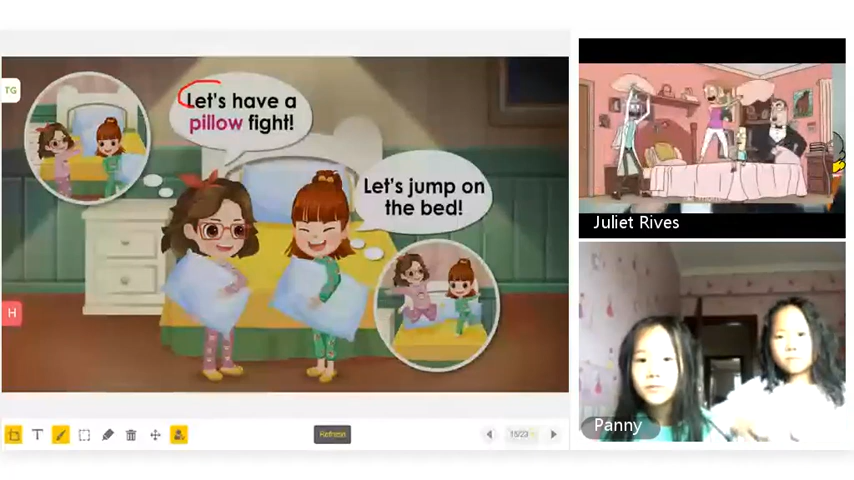 TG
Let's have a
pillow fight!
Let's jump on
the bed!
H
T
Refresh
Juliet Rives
Panny